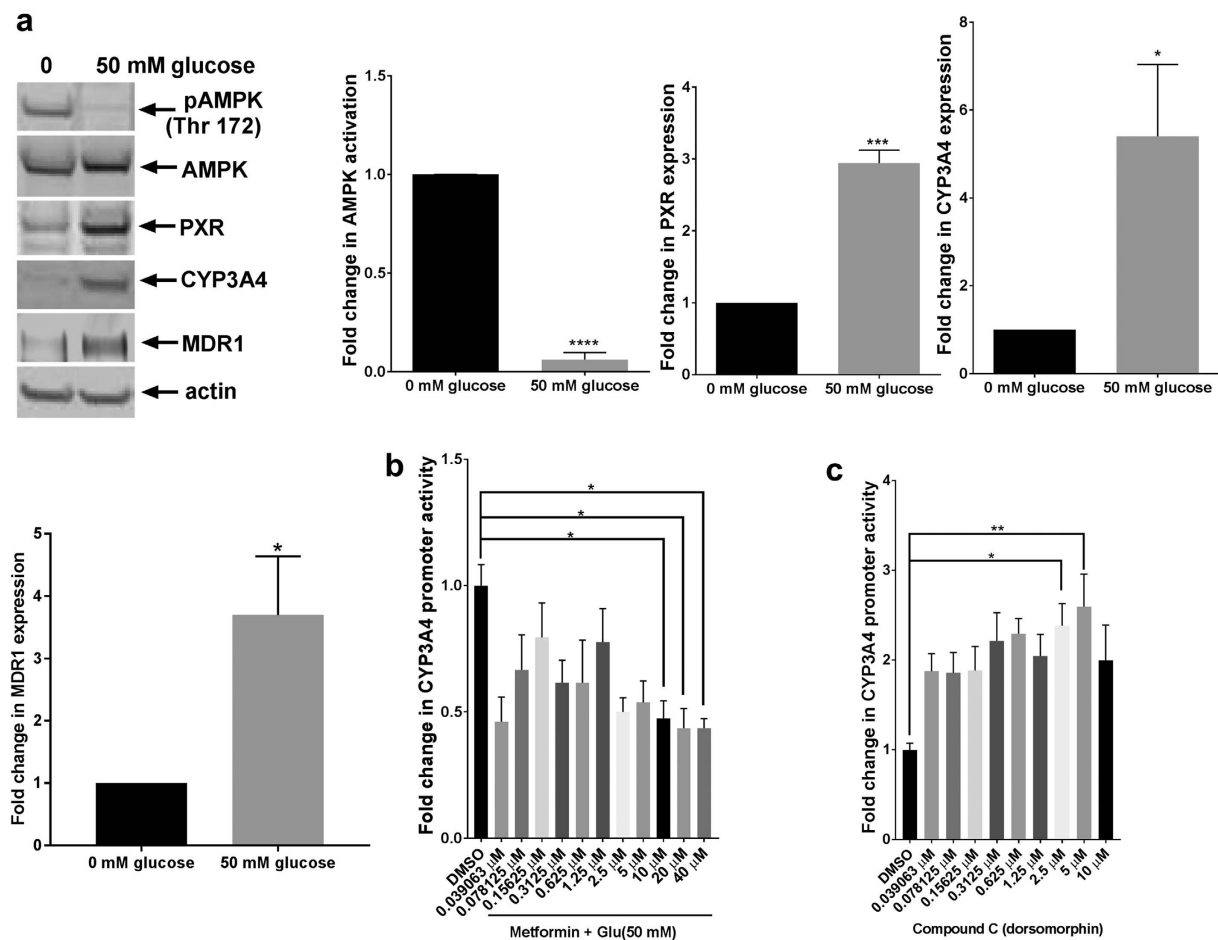 a
0 50 mM glucose
pAMPK
(Thr 172)
AMPK
PXR
CYP3A4
MDR1
actin
Fold change in AMPK activation
1.5
1.0
0.5
0.0
****
0 mM glucose 50 mM glucose
Fold change in PXR expression
4
3
2
1
0
***
0 mM glucose 50 mM glucose
Fold change in CYP3A4 expression
8
6
4
2
0
*
0 mM glucose 50 mM glucose
Fold change in MDR1 expression
5
4
3
2
1
0
*
0 mM glucose 50 mM glucose
b
Fold change in CYP3A4 promoter activity
1.5
1.0
0.5
0.0
*
*
*
DMSO
0.039063 µM
0.078125 µM
0.15625 µM
0.3125 µM
0.625 µM
1.25 µM
2.5 µM
5 µM
10 µM
20 µM
40 µM
Metformin + Glu(50 mM)
c
Fold change in CYP3A4 promoter activity
4
3
2
1
0
**
*
DMSO
0.039063 µM
0.078125 µM
0.15625 µM
0.3125 µM
0.625 µM
1.25 µM
2.5 µM
5 µM
10 µM
Compound C (dorsomorphin)